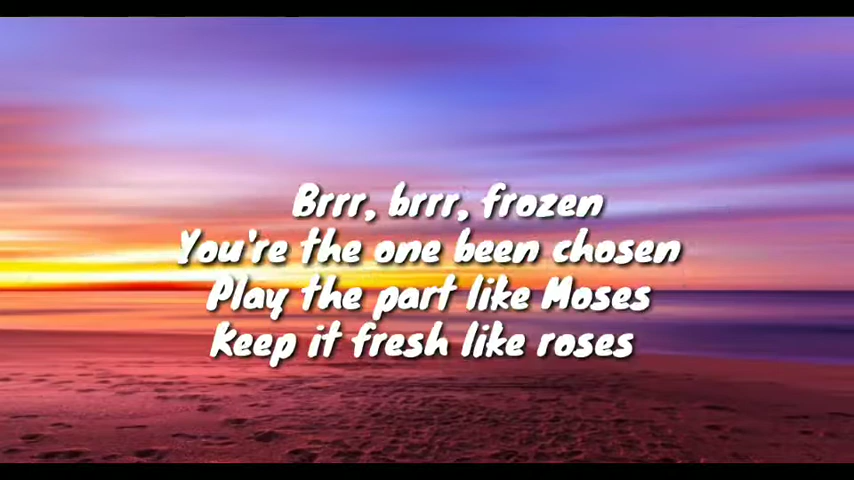 Brrr, brrr, frozen
You're the one been chosen
Play the part like Moses
Keep it fresh like roses